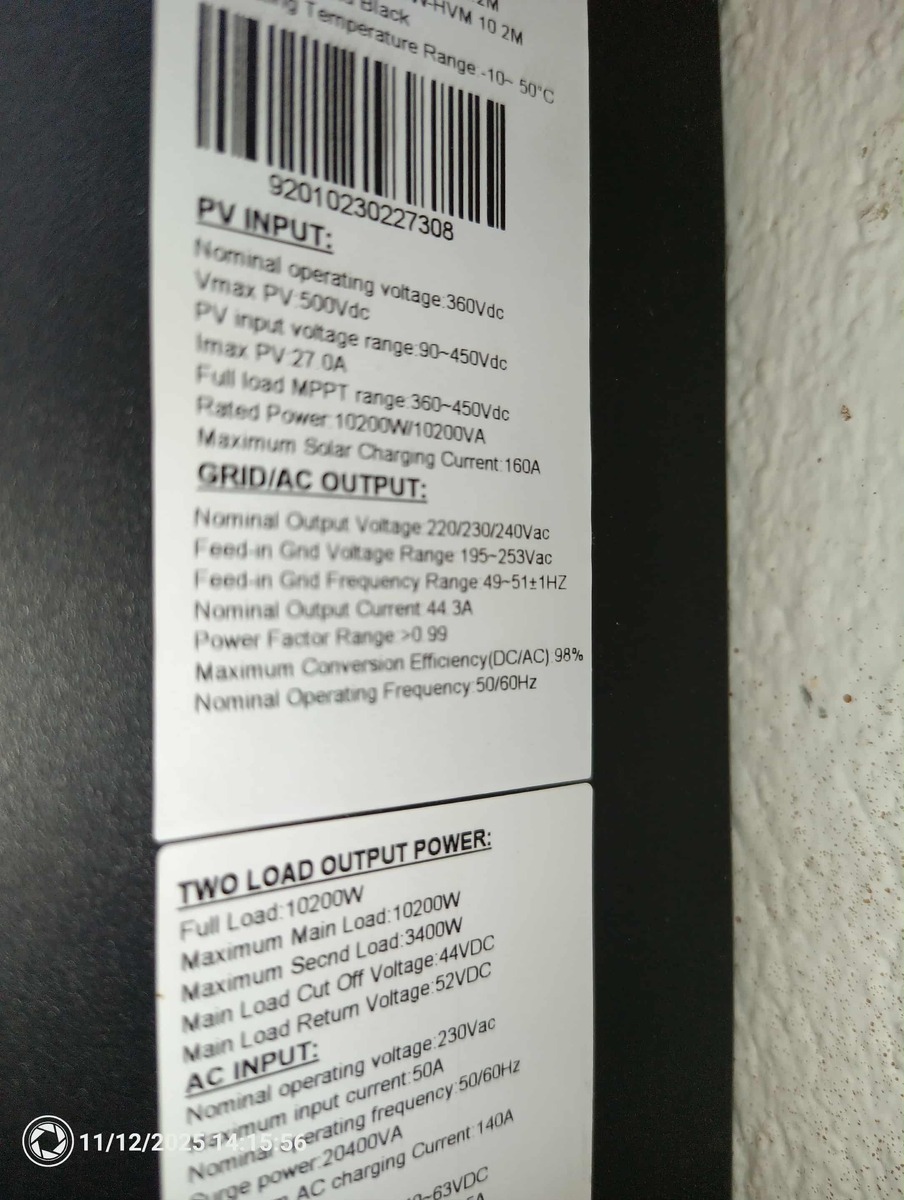 2M
Black
-HVM 10 2M
Temperature Range:-10~ 50°C
92010230227308
PV INPUT:
Nominal operating voltage:360Vdc
Vmax PV:500Vdc
PV input voltage range:90~450Vdc
Imax PV:27.0A
Full load MPPT range:360~450Vdc
Rated Power:10200W/10200VA
Maximum Solar Charging Current:160A
GRID/AC OUTPUT:
Nominal Output Voltage:220/230/240Vac
Feed-in Grid Voltage Range:195~253Vac
Feed-in Grid Frequency Range:49~51±1HZ
Nominal Output Current:44.3A
Power Factor Range:>0.99
Maximum Conversion Efficiency(DC/AC):98%
Nominal Operating Frequency:50/60Hz
TWO LOAD OUTPUT POWER:
Full Load:10200W
Maximum Main Load:10200W
Maximum Secnd Load:3400W
Main Load Cut Off Voltage:44VDC
Main Load Return Voltage:52VDC
AC INPUT:
Nominal operating voltage:230Vac
Maximum input current:50A
Nominal operating frequency:50/60Hz
Surge power:20400VA
AC charging Current:140A
~63VDC
11/12/2025 14:15:56